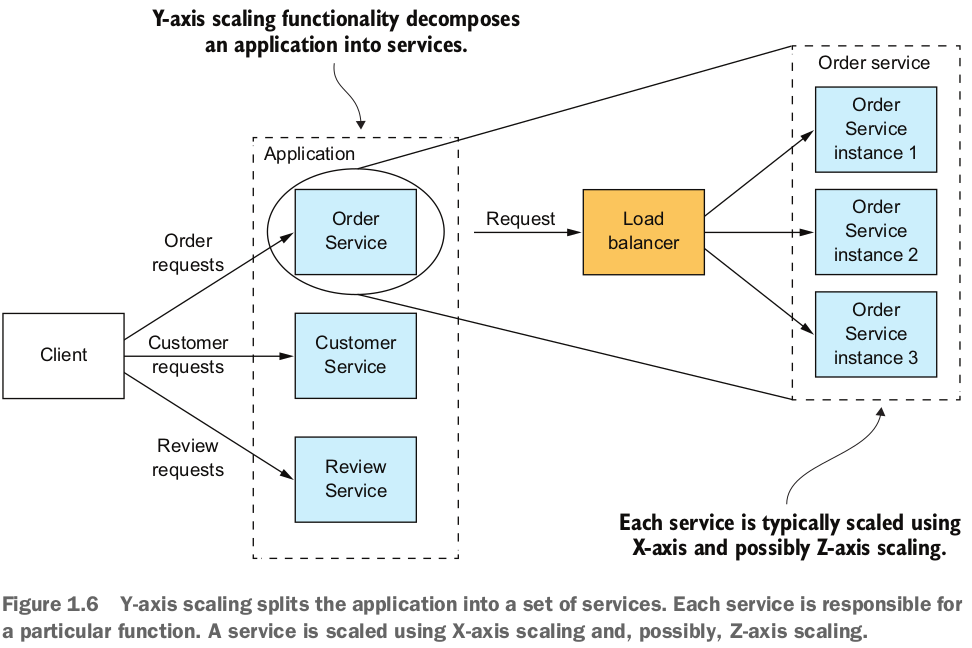 Y-axis scaling functionality decomposes
an application into services.
Application
Order
Service
Order
requests
Client
Customer
requests
Customer
Service
Review
requests
Review
Service
Request
Load
balancer
Order service
Order
Service
instance 1
Order
Service
instance 2
Order
Service
instance 3
Each service is typically scaled using
X-axis and possibly Z-axis scaling.
Figure 1.6 Y-axis scaling splits the application into a set of services. Each service is responsible for
a particular function. A service is scaled using X-axis scaling and, possibly, Z-axis scaling.